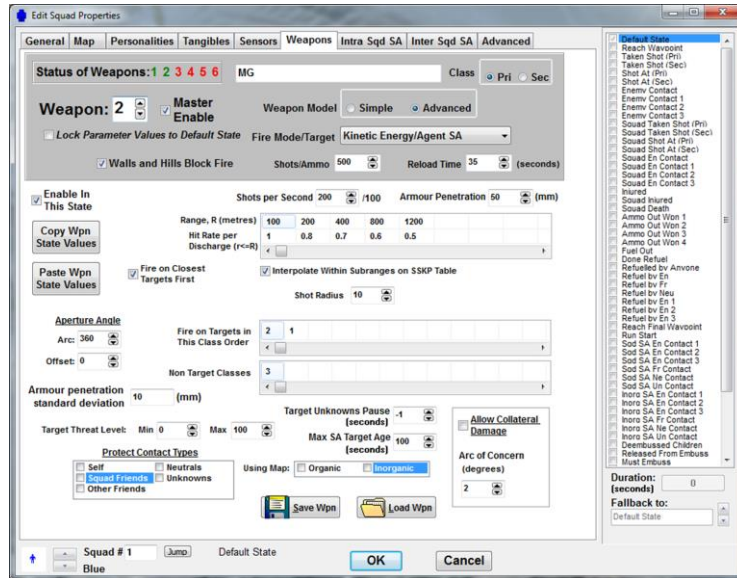 Edit Squad Properties
General Map Personalities Tangibles Sensors Weapons Intra Sqd SA Inter Sqd SA Advanced
Status of Weapons:1 2 3 4 5 6 MG Class Pri Sec
Weapon: 2 Master Enable Weapon Model Simple Advanced
Lock Parameter Values to Default State Fire Mode/Target Kinetic Energy/Agent SA
Walls and Hills Block Fire Shots/Ammo 500 Reload Time 35 (seconds)
Enable In This State Shots per Second 200 /100 Armour Penetration 50 (mm)
Copy Wpn State Values
Range, R (metres) 100 200 400 800 1200
Hit Rate per Discharge (r<=R) 1 0.8 0.7 0.6 0.5
Paste Wpn State Values
Fire on Closest Targets First
Interpolate Within Subranges on SSKP Table
Shot Radius 10
Aperture Angle
Arc: 360
Offset: 0
Fire on Targets in This Class Order 2 1
Non Target Classes 3
Armour penetration standard deviation 10 (mm)
Target Threat Level: Min 0 Max 100
Target Unknowns Pause (seconds) -1
Max SA Target Age (seconds) 100
Allow Collateral Damage
Arc of Concern (degrees)
2
Protect Contact Types
Self Neutrals
Squad Friends Unknowns
Other Friends
Using Map: Organic Inorganic
Save Wpn Load Wpn
Squad # 1 Jump Default State
Blue
OK Cancel
Default State
Reach Waypoint
Taken Shot (Pri)
Taken Shot (Sec)
Shot At (Pri)
Shot At (Sec)
Enemy Contact
Enemy Contact 1
Enemy Contact 2
Enemy Contact 3
Squad Taken Shot (Pri)
Squad Taken Shot (Sec)
Squad Shot At (Pri)
Squad Shot At (Sec)
Squad En Contact
Squad En Contact 1
Squad En Contact 2
Squad En Contact 3
Injured
Squad Injured
Squad Death
Ammo Out Wpn 1
Ammo Out Wpn 2
Ammo Out Wpn 3
Ammo Out Wpn 4
Fuel Out
Done Refuel
Refuelled by Anyone
Refuel by En
Refuel by Fr
Refuel by Neu
Refuel by En 1
Refuel by En 2
Refuel by En 3
Reach Final Waypoint
Run Start
Sqd SA En Contact 1
Sqd SA En Contact 2
Sqd SA En Contact 3
Sqd SA Fr Contact
Sqd SA Ne Contact
Sqd SA Un Contact
Inorg SA En Contact 1
Inorg SA En Contact 2
Inorg SA En Contact 3
Inorg SA Fr Contact
Inorg SA Ne Contact
Inorg SA Un Contact
Deembussed Children
Released From Embuss
Must Embuss
Duration: (seconds) 0
Fallback to:
Default State